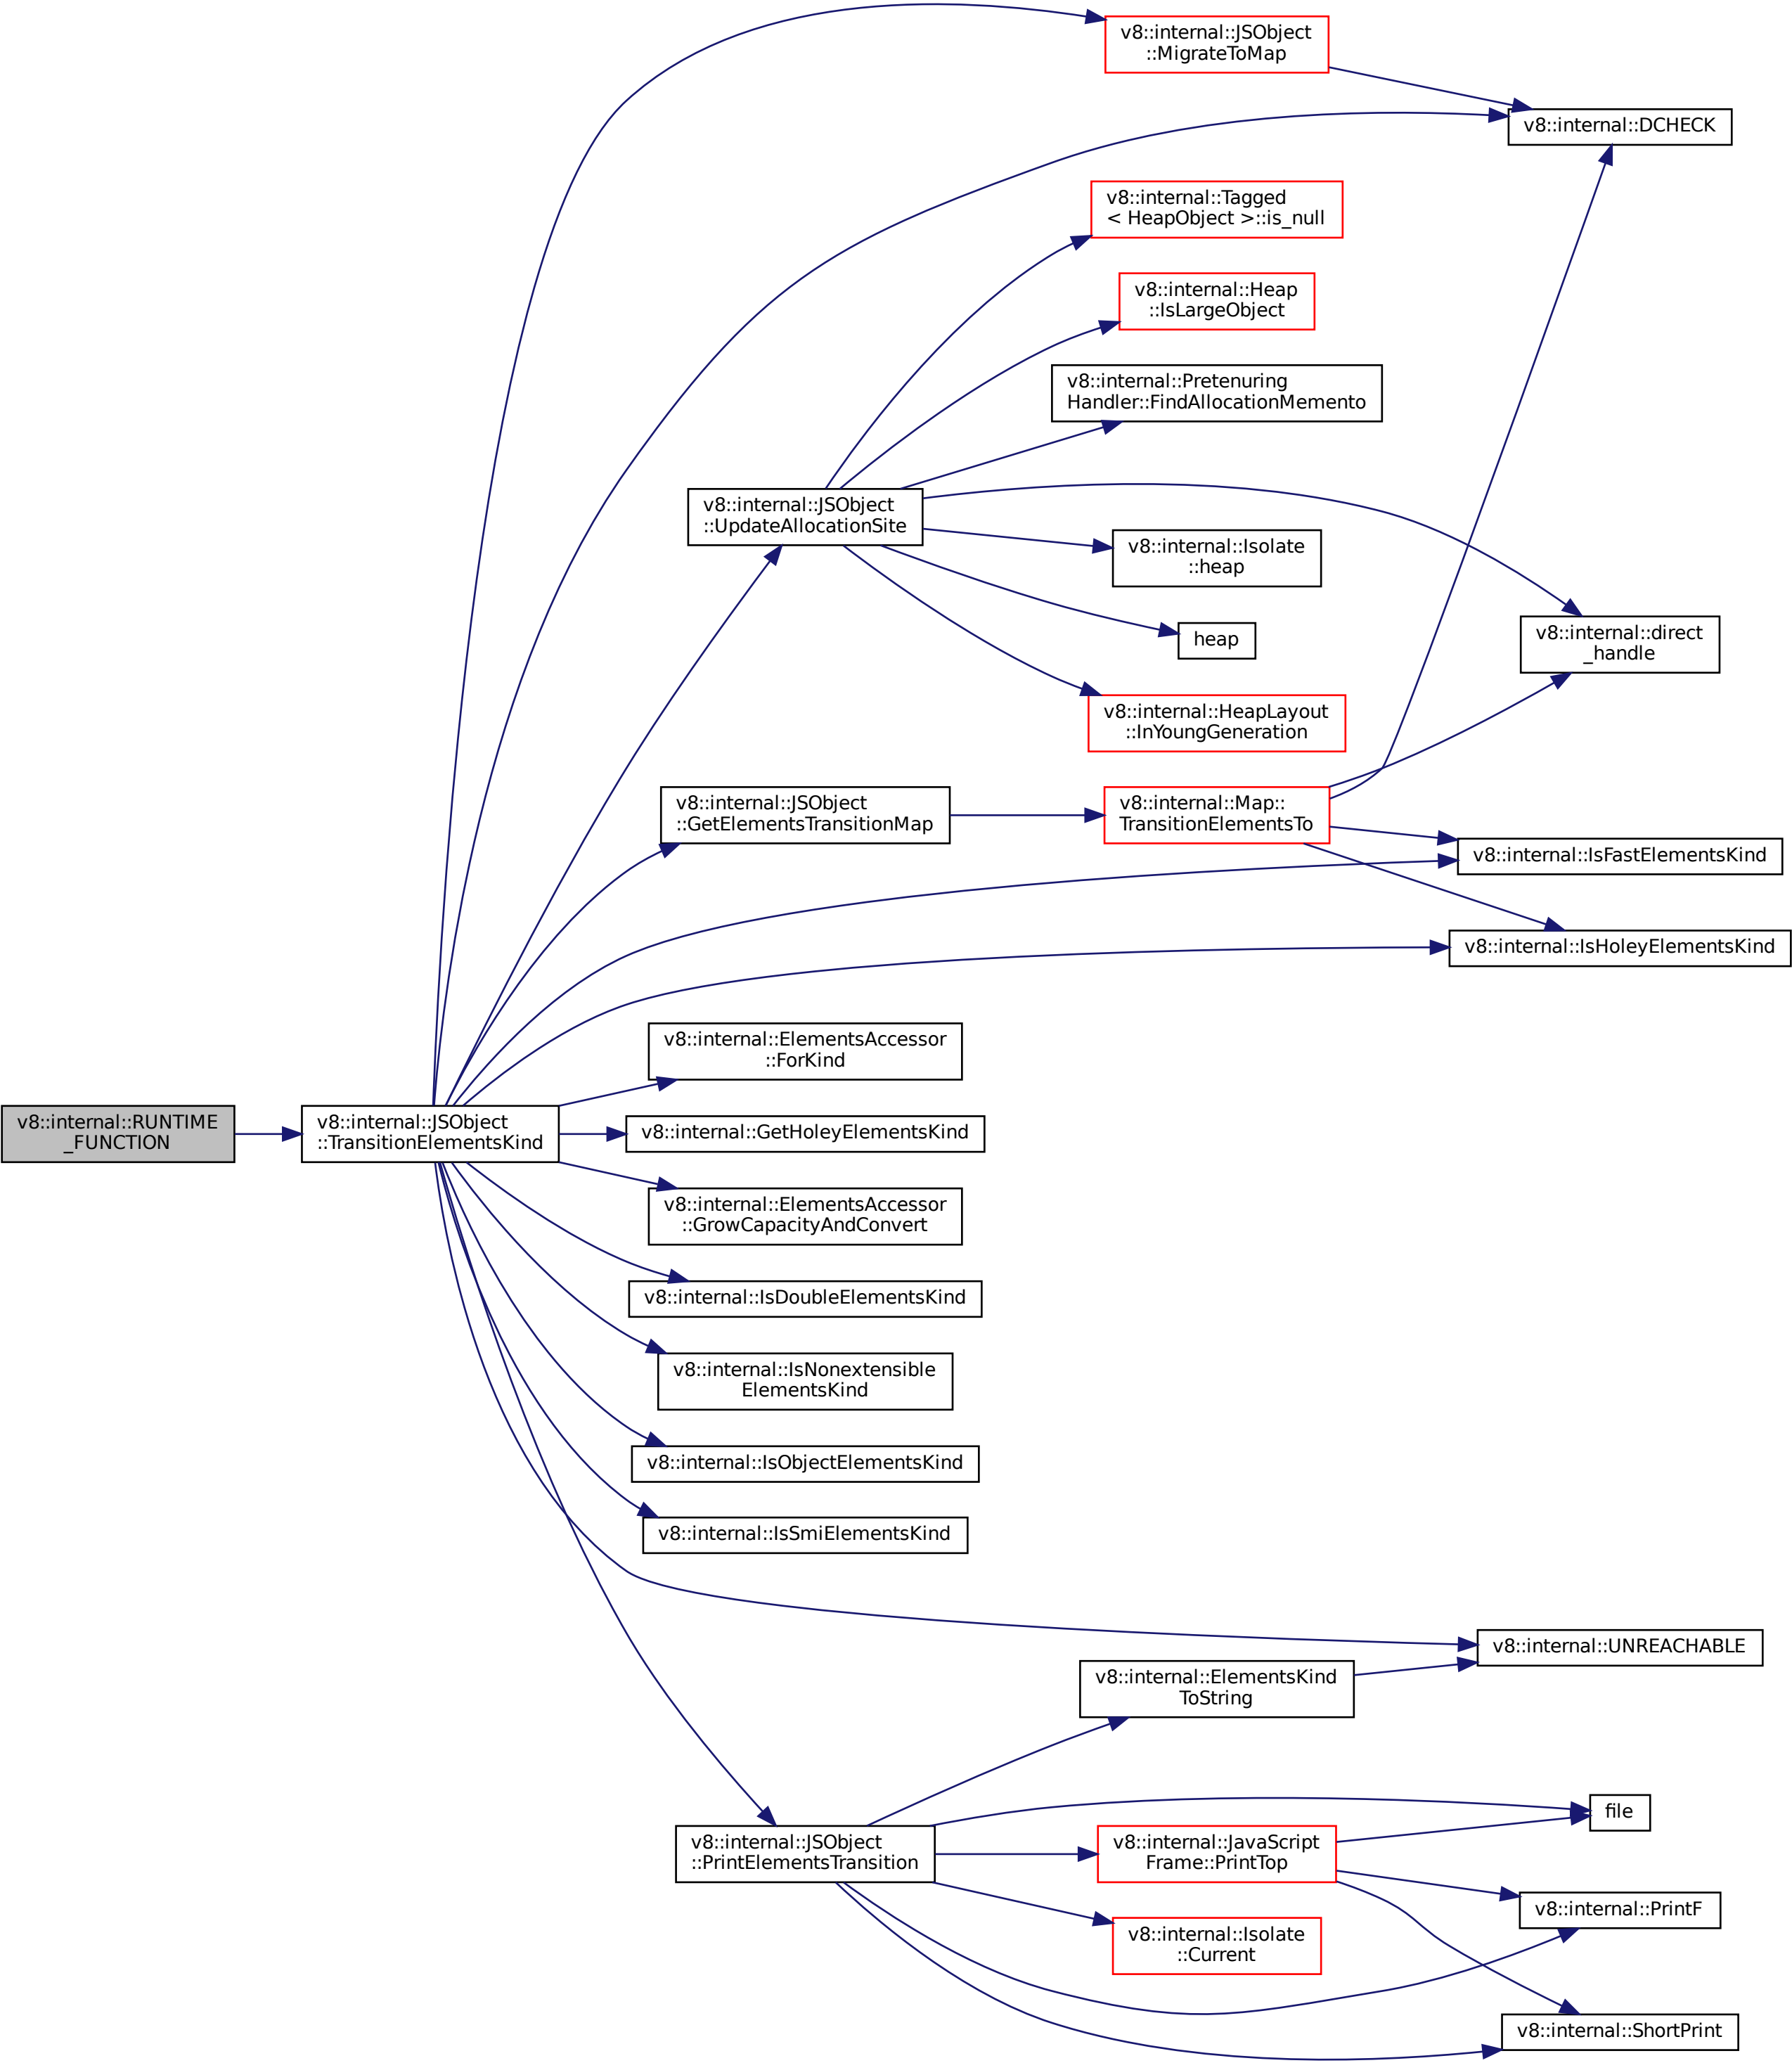 v8::internal::JSObject
::MigrateToMap
v8::internal::DCHECK
v8::internal::Tagged
< HeapObject >::is_null
v8::internal::Heap
::IsLargeObject
v8::internal::Pretenuring
Handler::FindAllocationMemento
v8::internal::JSObject
::UpdateAllocationSite
v8::internal::Isolate
::heap
heap
v8::internal::direct
_handle
v8::internal::HeapLayout
::InYoungGeneration
v8::internal::JSObject
::GetElementsTransitionMap
v8::internal::Map::
TransitionElementsTo
v8::internal::IsFastElementsKind
v8::internal::IsHoleyElementsKind
v8::internal::ElementsAccessor
::ForKind
v8::internal::RUNTIME
_FUNCTION
v8::internal::JSObject
::TransitionElementsKind
v8::internal::GetHoleyElementsKind
v8::internal::ElementsAccessor
::GrowCapacityAndConvert
v8::internal::IsDoubleElementsKind
v8::internal::IsNonextensible
ElementsKind
v8::internal::IsObjectElementsKind
v8::internal::IsSmiElementsKind
v8::internal::UNREACHABLE
v8::internal::ElementsKind
ToString
file
v8::internal::JSObject
::PrintElementsTransition
v8::internal::JavaScript
Frame::PrintTop
v8::internal::PrintF
v8::internal::Isolate
::Current
v8::internal::ShortPrint